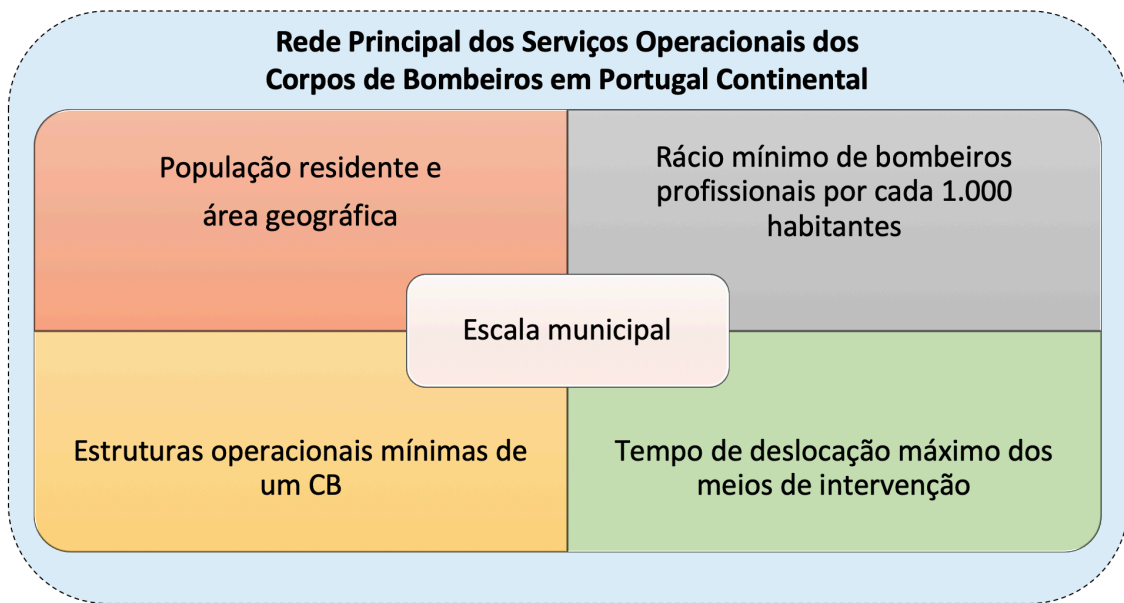 Rede Principal dos Serviços Operacionais dos
Corpos de Bombeiros em Portugal Continental
População residente e
área geográfica
Rácio mínimo de bombeiros
profissionais por cada 1.000
habitantes
Escala municipal
Estruturas operacionais mínimas de
um CB
Tempo de deslocação máximo dos
meios de intervenção